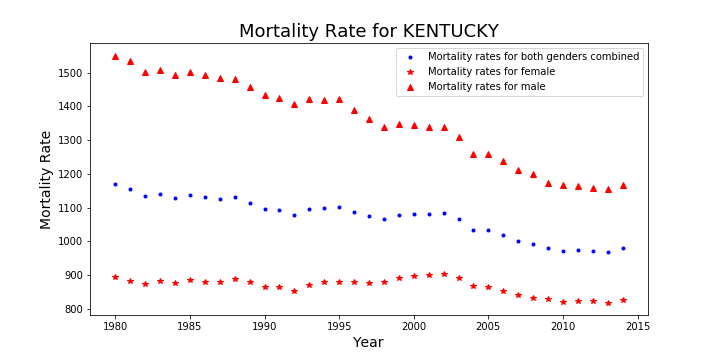 Mortality Rate for KENTUCKY
Mortality rates for both genders combined
Mortality rates for female
Mortality rates for male
Mortality Rate
1500
1400
1300
1200
1100
1000
900
800
1980
1985
1990
1995
2000
2005
2010
2015
Year